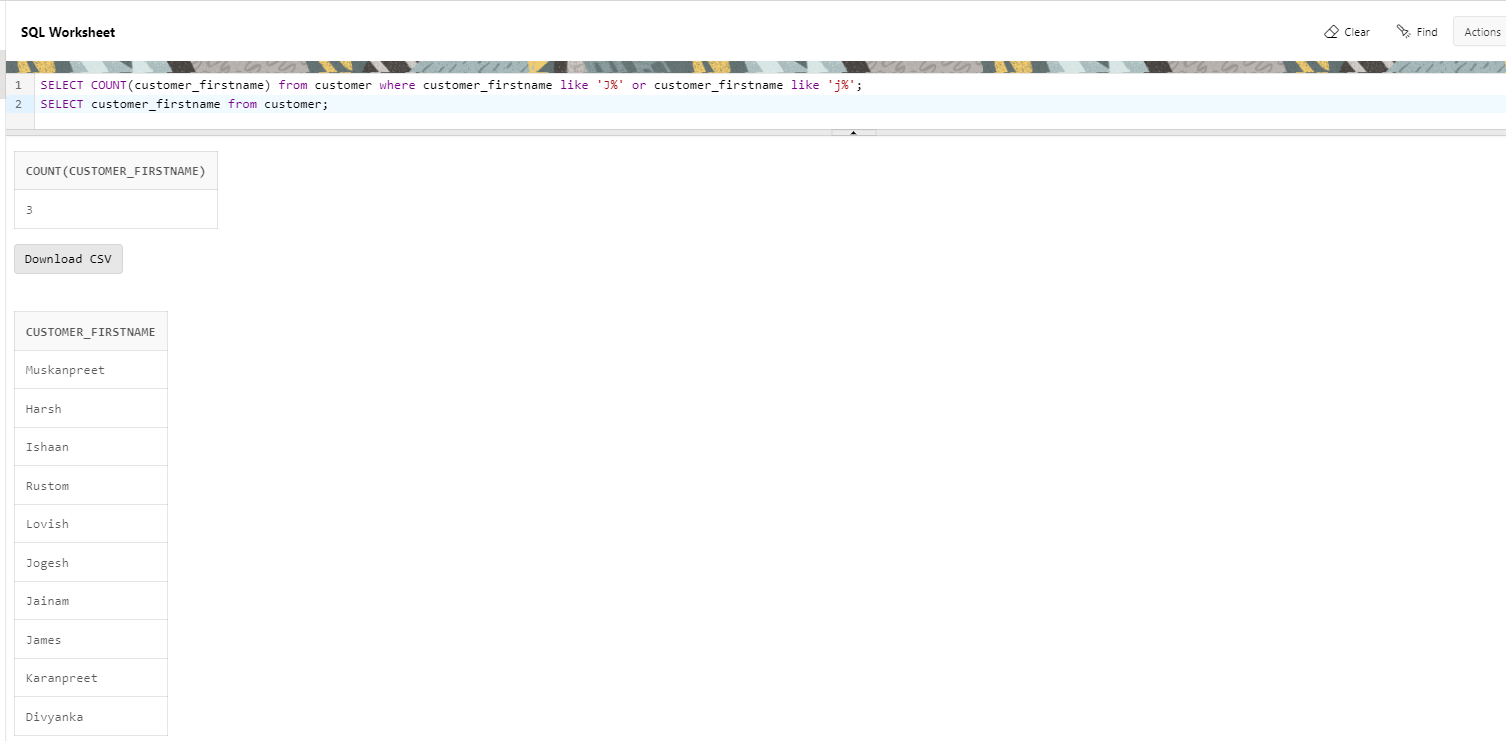 SQL Worksheet
Clear
Find
Actions
1 SELECT COUNT(customer_firstname) from customer where customer_firstname like 'J%' or customer_firstname like 'j%';
2 SELECT customer_firstname from customer;
COUNT(CUSTOMER_FIRSTNAME)
3
Download CSV
CUSTOMER_FIRSTNAME
Muskanpreet
Harsh
Ishaan
Rustom
Lovish
Jogesh
Jainam
James
Karanpreet
Divyanka